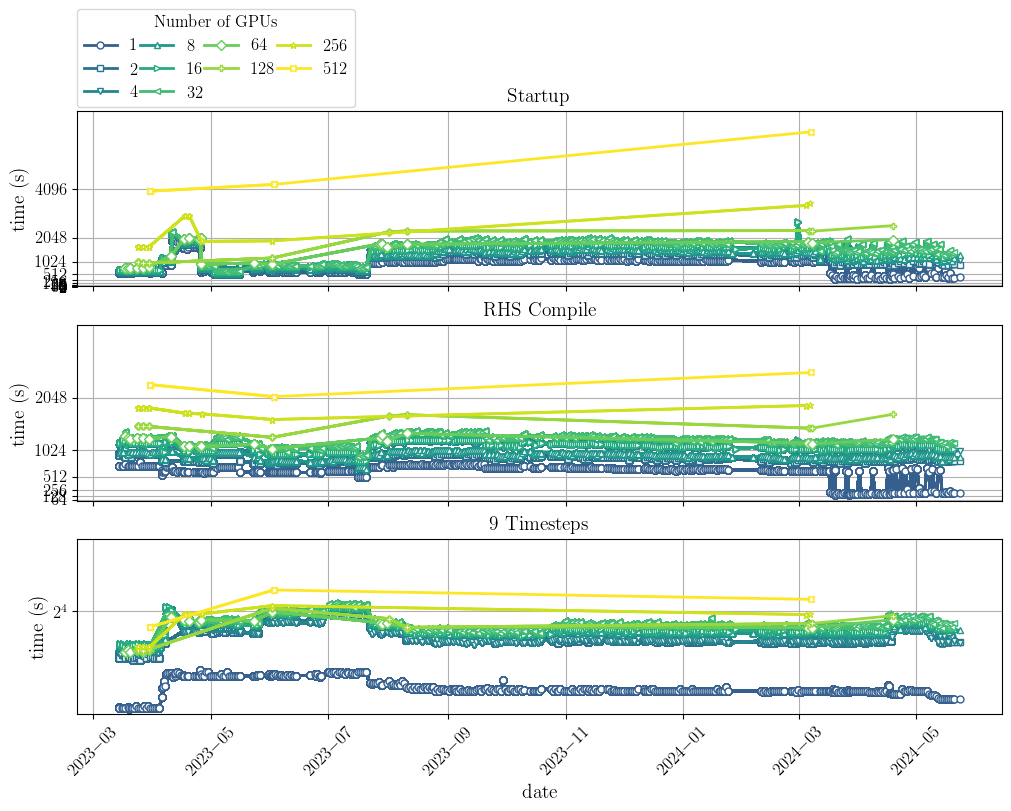 Number of GPUs
1 8 64 256
2 16 128 512
4 32
Startup
time (s)
4096
2048
1024
512
RHS Compile
time (s)
2048
1024
512
256
9 Timesteps
time (s)
2^4
2023-03 2023-05 2023-07 2023-09 2023-11 2024-01 2024-03 2024-05
date